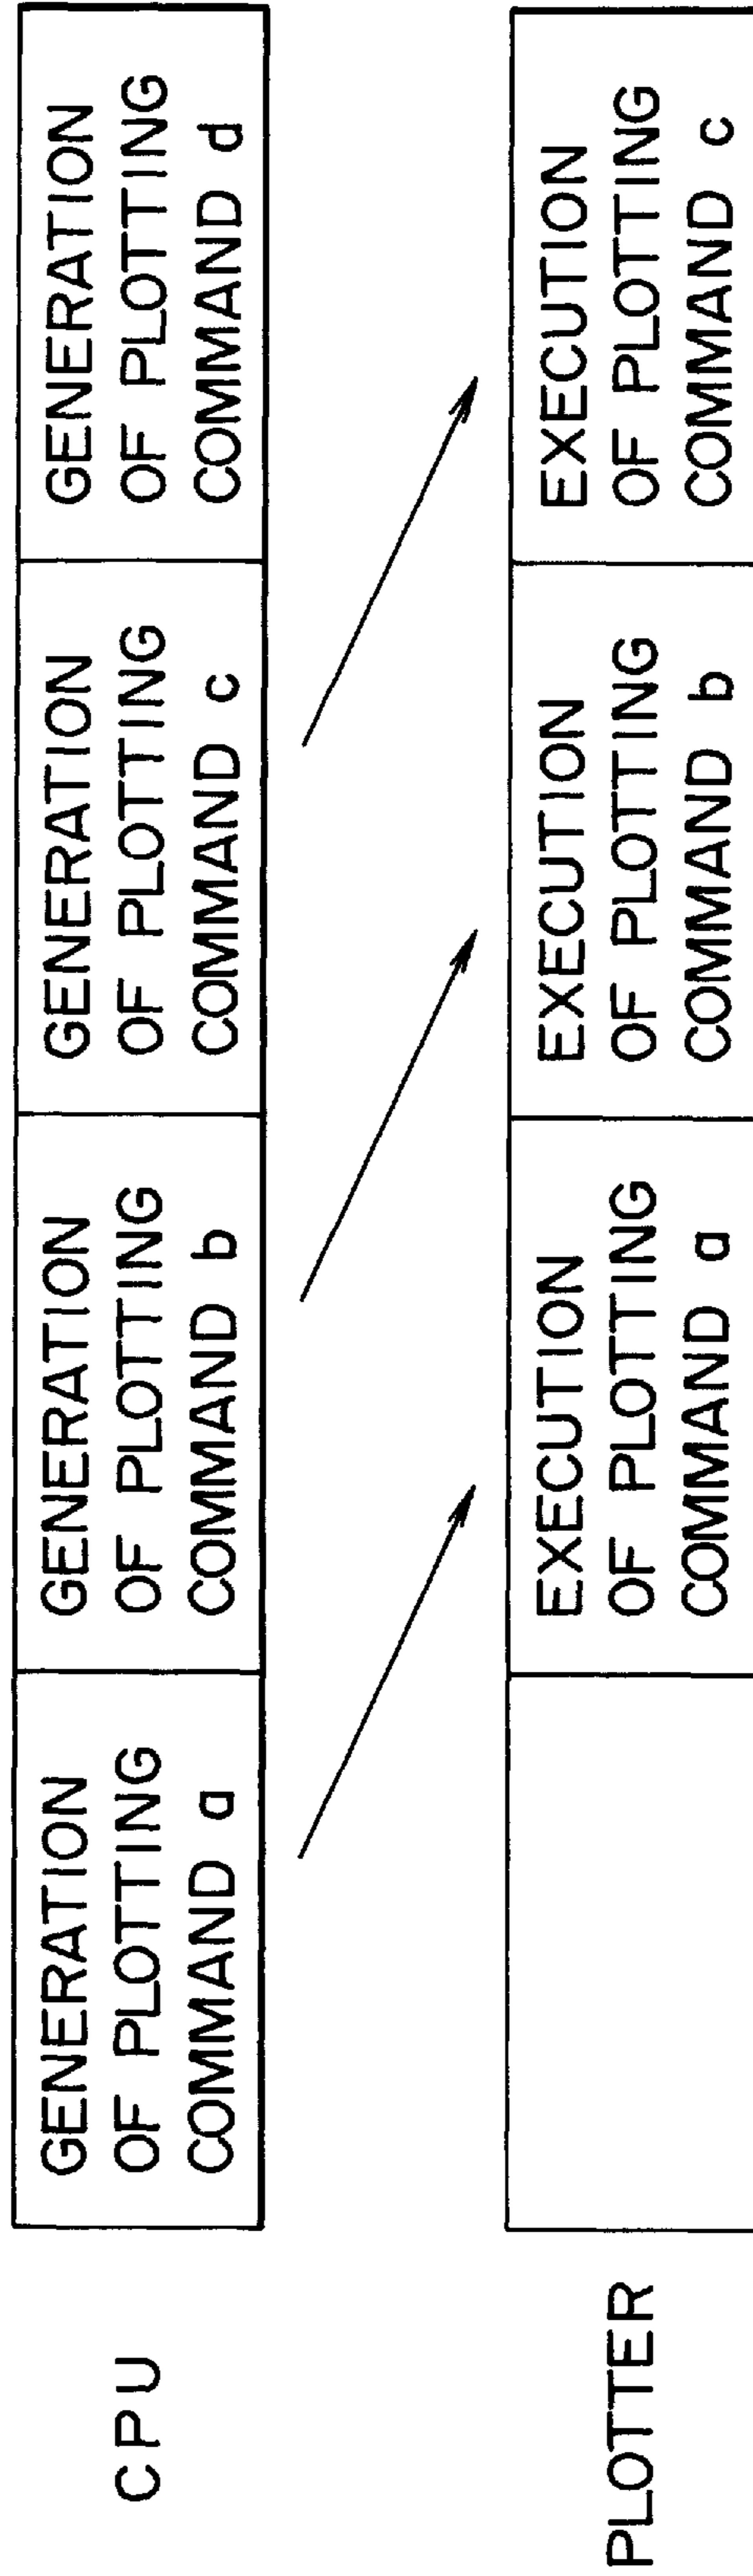 CPU
GENERATION
OF PLOTTING
COMMAND a
GENERATION
OF PLOTTING
COMMAND b
GENERATION
OF PLOTTING
COMMAND c
GENERATION
OF PLOTTING
COMMAND d
PLOTTER
EXECUTION
OF PLOTTING
COMMAND a
EXECUTION
OF PLOTTING
COMMAND b
EXECUTION
OF PLOTTING
COMMAND c